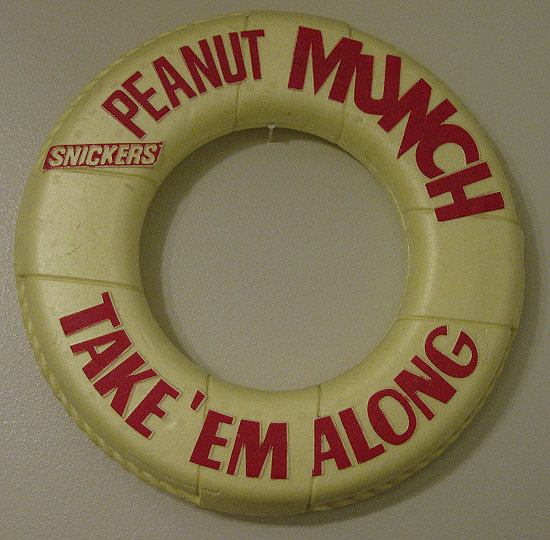 SNICKERS
PEANUT MUNCH
TAKE 'EM ALONG